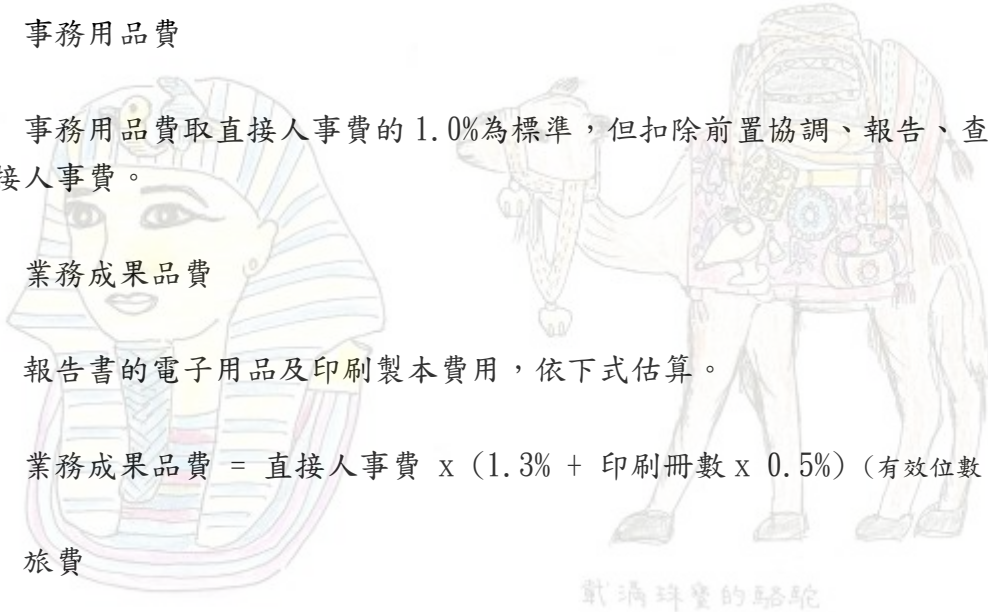 事務用品費
事務用品費取直接人事費的 1.0%為標準，但扣除前置協調、報告、查
接人事費。
業務成果品費
報告書的電子用品及印刷製本費用，依下式估算。
業務成果品費 = 直接人事費 x (1.3% + 印刷冊數 x 0.5%) (有效位數
旅費
戴滿珠寶的駱駝